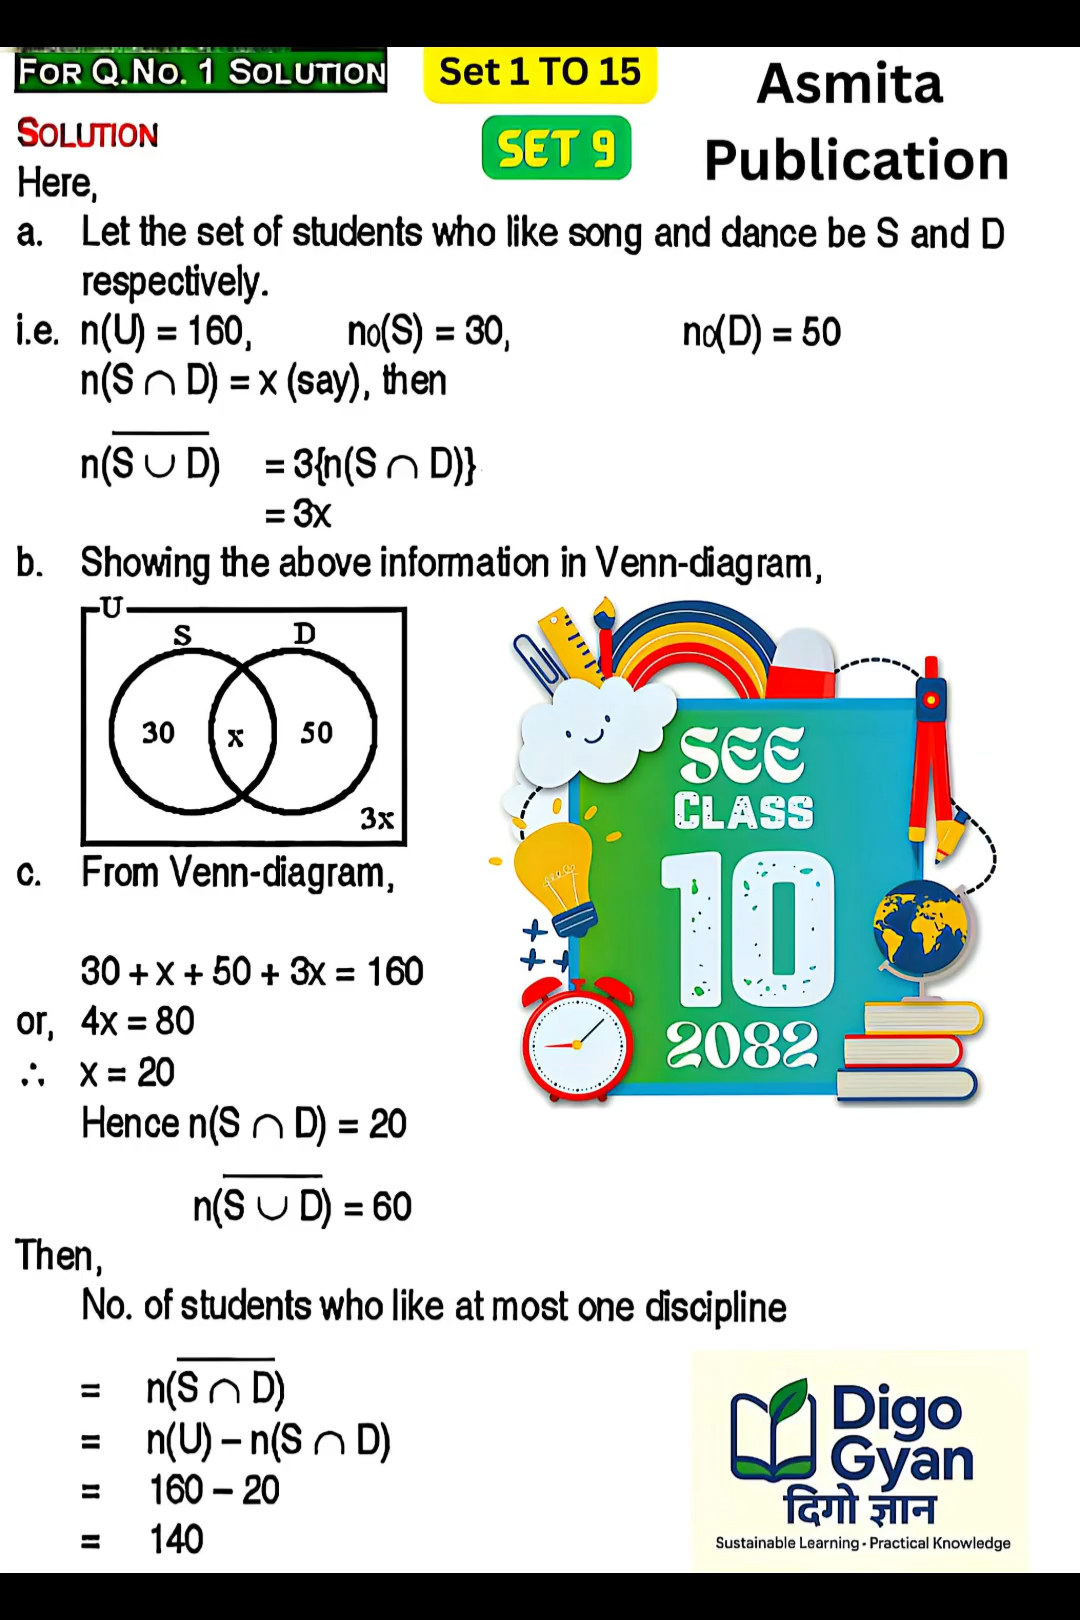 FOR Q.NO. 1 SOLUTION
Set 1 TO 15
Asmita
Publication
SET 9
SOLUTION
Here,
a. Let the set of students who like song and dance be S and D
respectively.
i.e. n(U) = 160, n₀(S) = 30, n₀(D) = 50
n(S ∩ D) = x (say), then
n(S̅ ∪̅ D̅) = 3{n(S ∩ D)}
= 3x
b. Showing the above information in Venn-diagram,
U
S D
30 x 50
3x
c. From Venn-diagram,
30 + x + 50 + 3x = 160
or, 4x = 80
∴ x = 20
Hence n(S ∩ D) = 20
n(S̅ ∪̅ D̅) = 60
Then,
No. of students who like at most one discipline
= n(S̅ ∩̅ D̅)
= n(U) – n(S ∩ D)
= 160 – 20
= 140
SEE
CLASS
10
2082
Digo
Gyan
दिगो ज्ञान
Sustainable Learning - Practical Knowledge